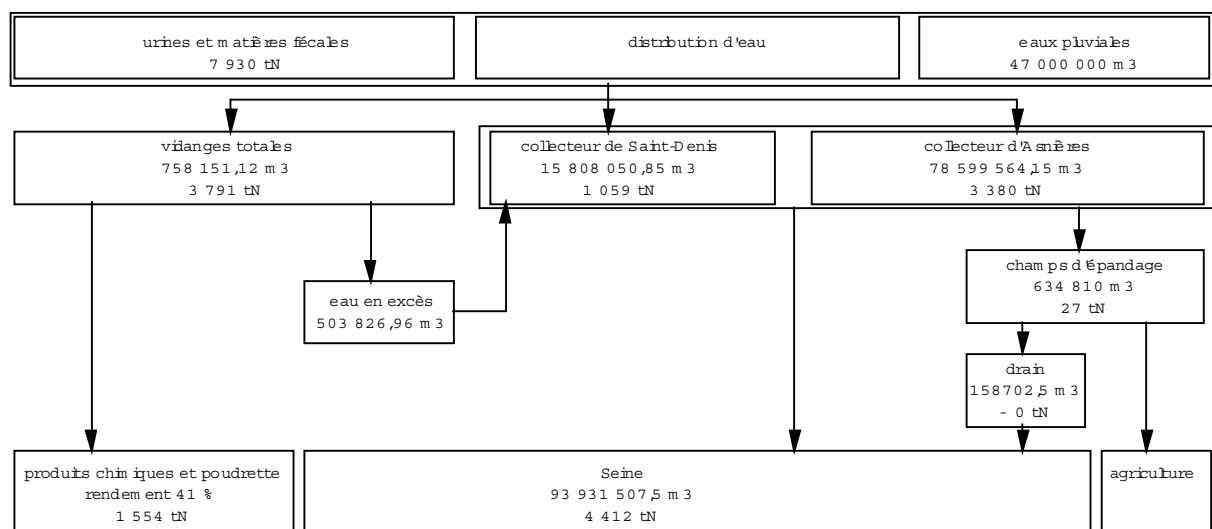 urines et matières fécales
7 930 tN
distribution d'eau
eaux pluviales
47 000 000 m3
vidanges totales
758 151,12 m3
3 791 tN
collecteur de Saint-Denis
15 808 050,85 m3
1 059 tN
collecteur d'Asnières
78 599 564,15 m3
3 380 tN
eau en excès
503 826,96 m3
champs d'épandage
634 810 m3
27 tN
drain
158702,5 m3
- 0 tN
produits chimiques et poudrette
rendement 41 %
1 554 tN
Seine
93 931 507,5 m3
4 412 tN
agriculture